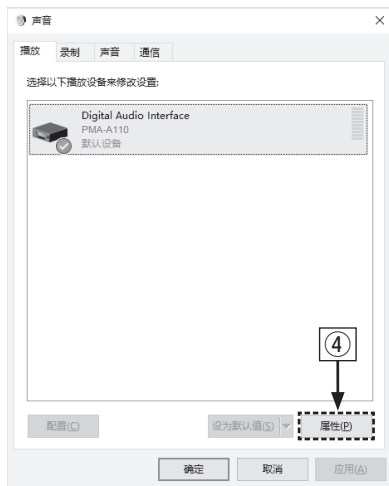 声音
播放 录制 声音 通信
选择以下播放设备来修改设置:
Digital Audio Interface
PMA-A110
默认设备
④
配置(C) 设为默认值(S) 属性(P)
确定 取消 应用(A)